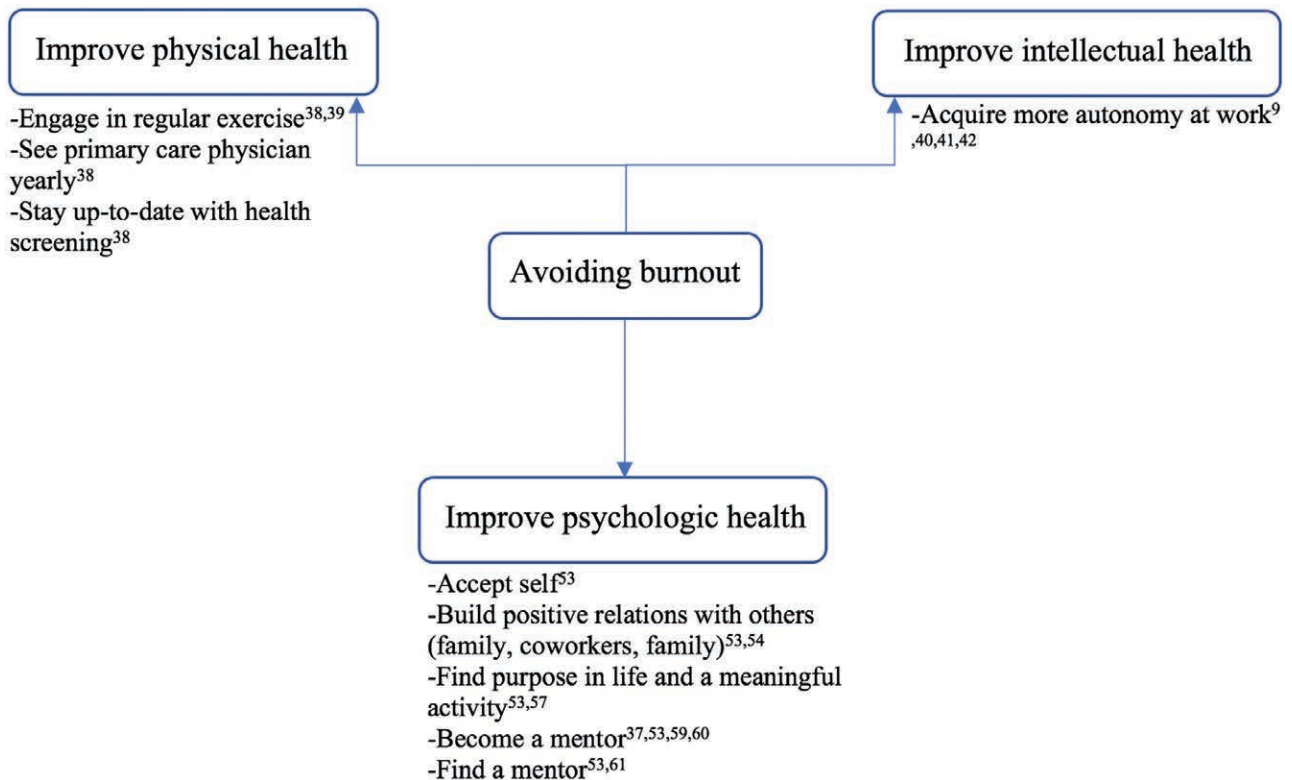 Improve physical health
-Engage in regular exercise38,39
-See primary care physician
yearly38
-Stay up-to-date with health
screening38
Improve intellectual health
-Acquire more autonomy at work9
,40,41,42
Avoiding burnout
Improve psychologic health
-Accept self53
-Build positive relations with others
(family, coworkers, family)53,54
-Find purpose in life and a meaningful
activity53,57
-Become a mentor37,53,59,60
-Find a mentor53,61